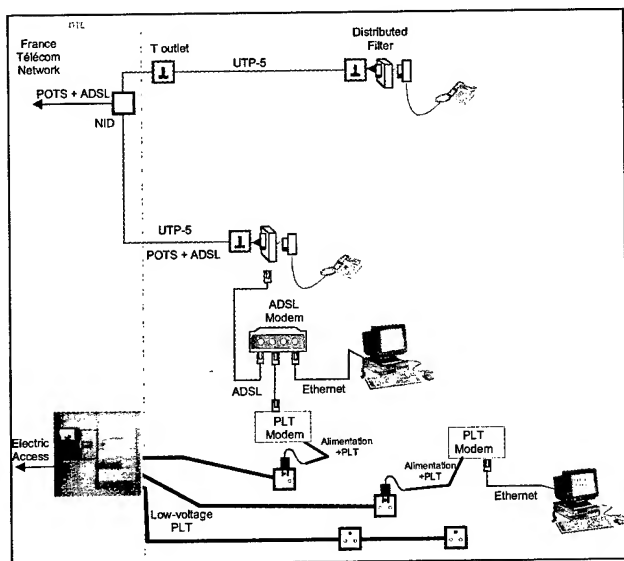 France
Télécom
Network
T outlet
UTP-5
Distributed
Filter
POTS + ADSL
NID
UTP-5
POTS + ADSL
ADSL
Modem
ADSL
Ethernet
PLT
Modem
PLT
Modem
Electric
Access
Alimentation
+PLT
Alimentation
+PLT
Ethernet
Low-voltage
PLT